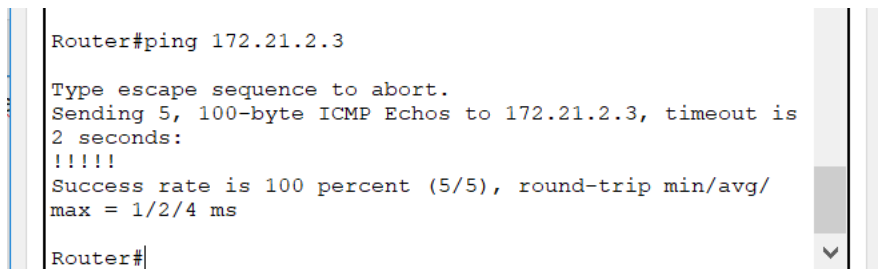 Router#ping 172.21.2.3
Type escape sequence to abort.
Sending 5, 100-byte ICMP Echos to 172.21.2.3, timeout is
2 seconds:
!!!!!
Success rate is 100 percent (5/5), round-trip min/avg/
max = 1/2/4 ms
Router#